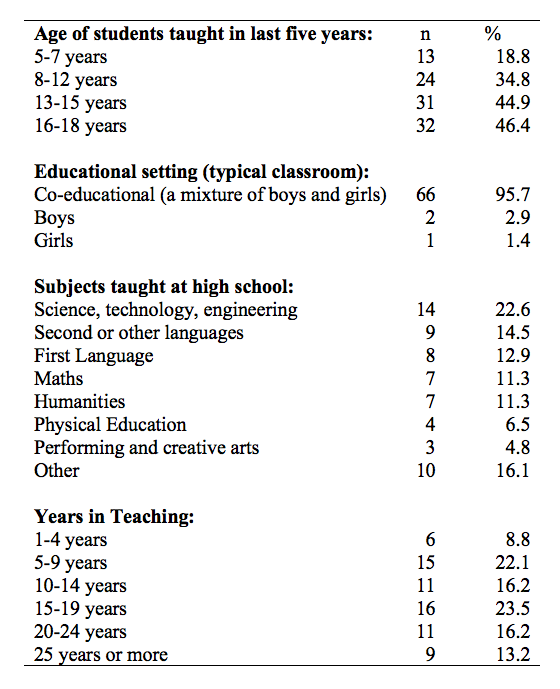 Age of students taught in last five years: n %
5-7 years 13 18.8
8-12 years 24 34.8
13-15 years 31 44.9
16-18 years 32 46.4
Educational setting (typical classroom):
Co-educational (a mixture of boys and girls) 66 95.7
Boys 2 2.9
Girls 1 1.4
Subjects taught at high school:
Science, technology, engineering 14 22.6
Second or other languages 9 14.5
First Language 8 12.9
Maths 7 11.3
Humanities 7 11.3
Physical Education 4 6.5
Performing and creative arts 3 4.8
Other 10 16.1
Years in Teaching:
1-4 years 6 8.8
5-9 years 15 22.1
10-14 years 11 16.2
15-19 years 16 23.5
20-24 years 11 16.2
25 years or more 9 13.2